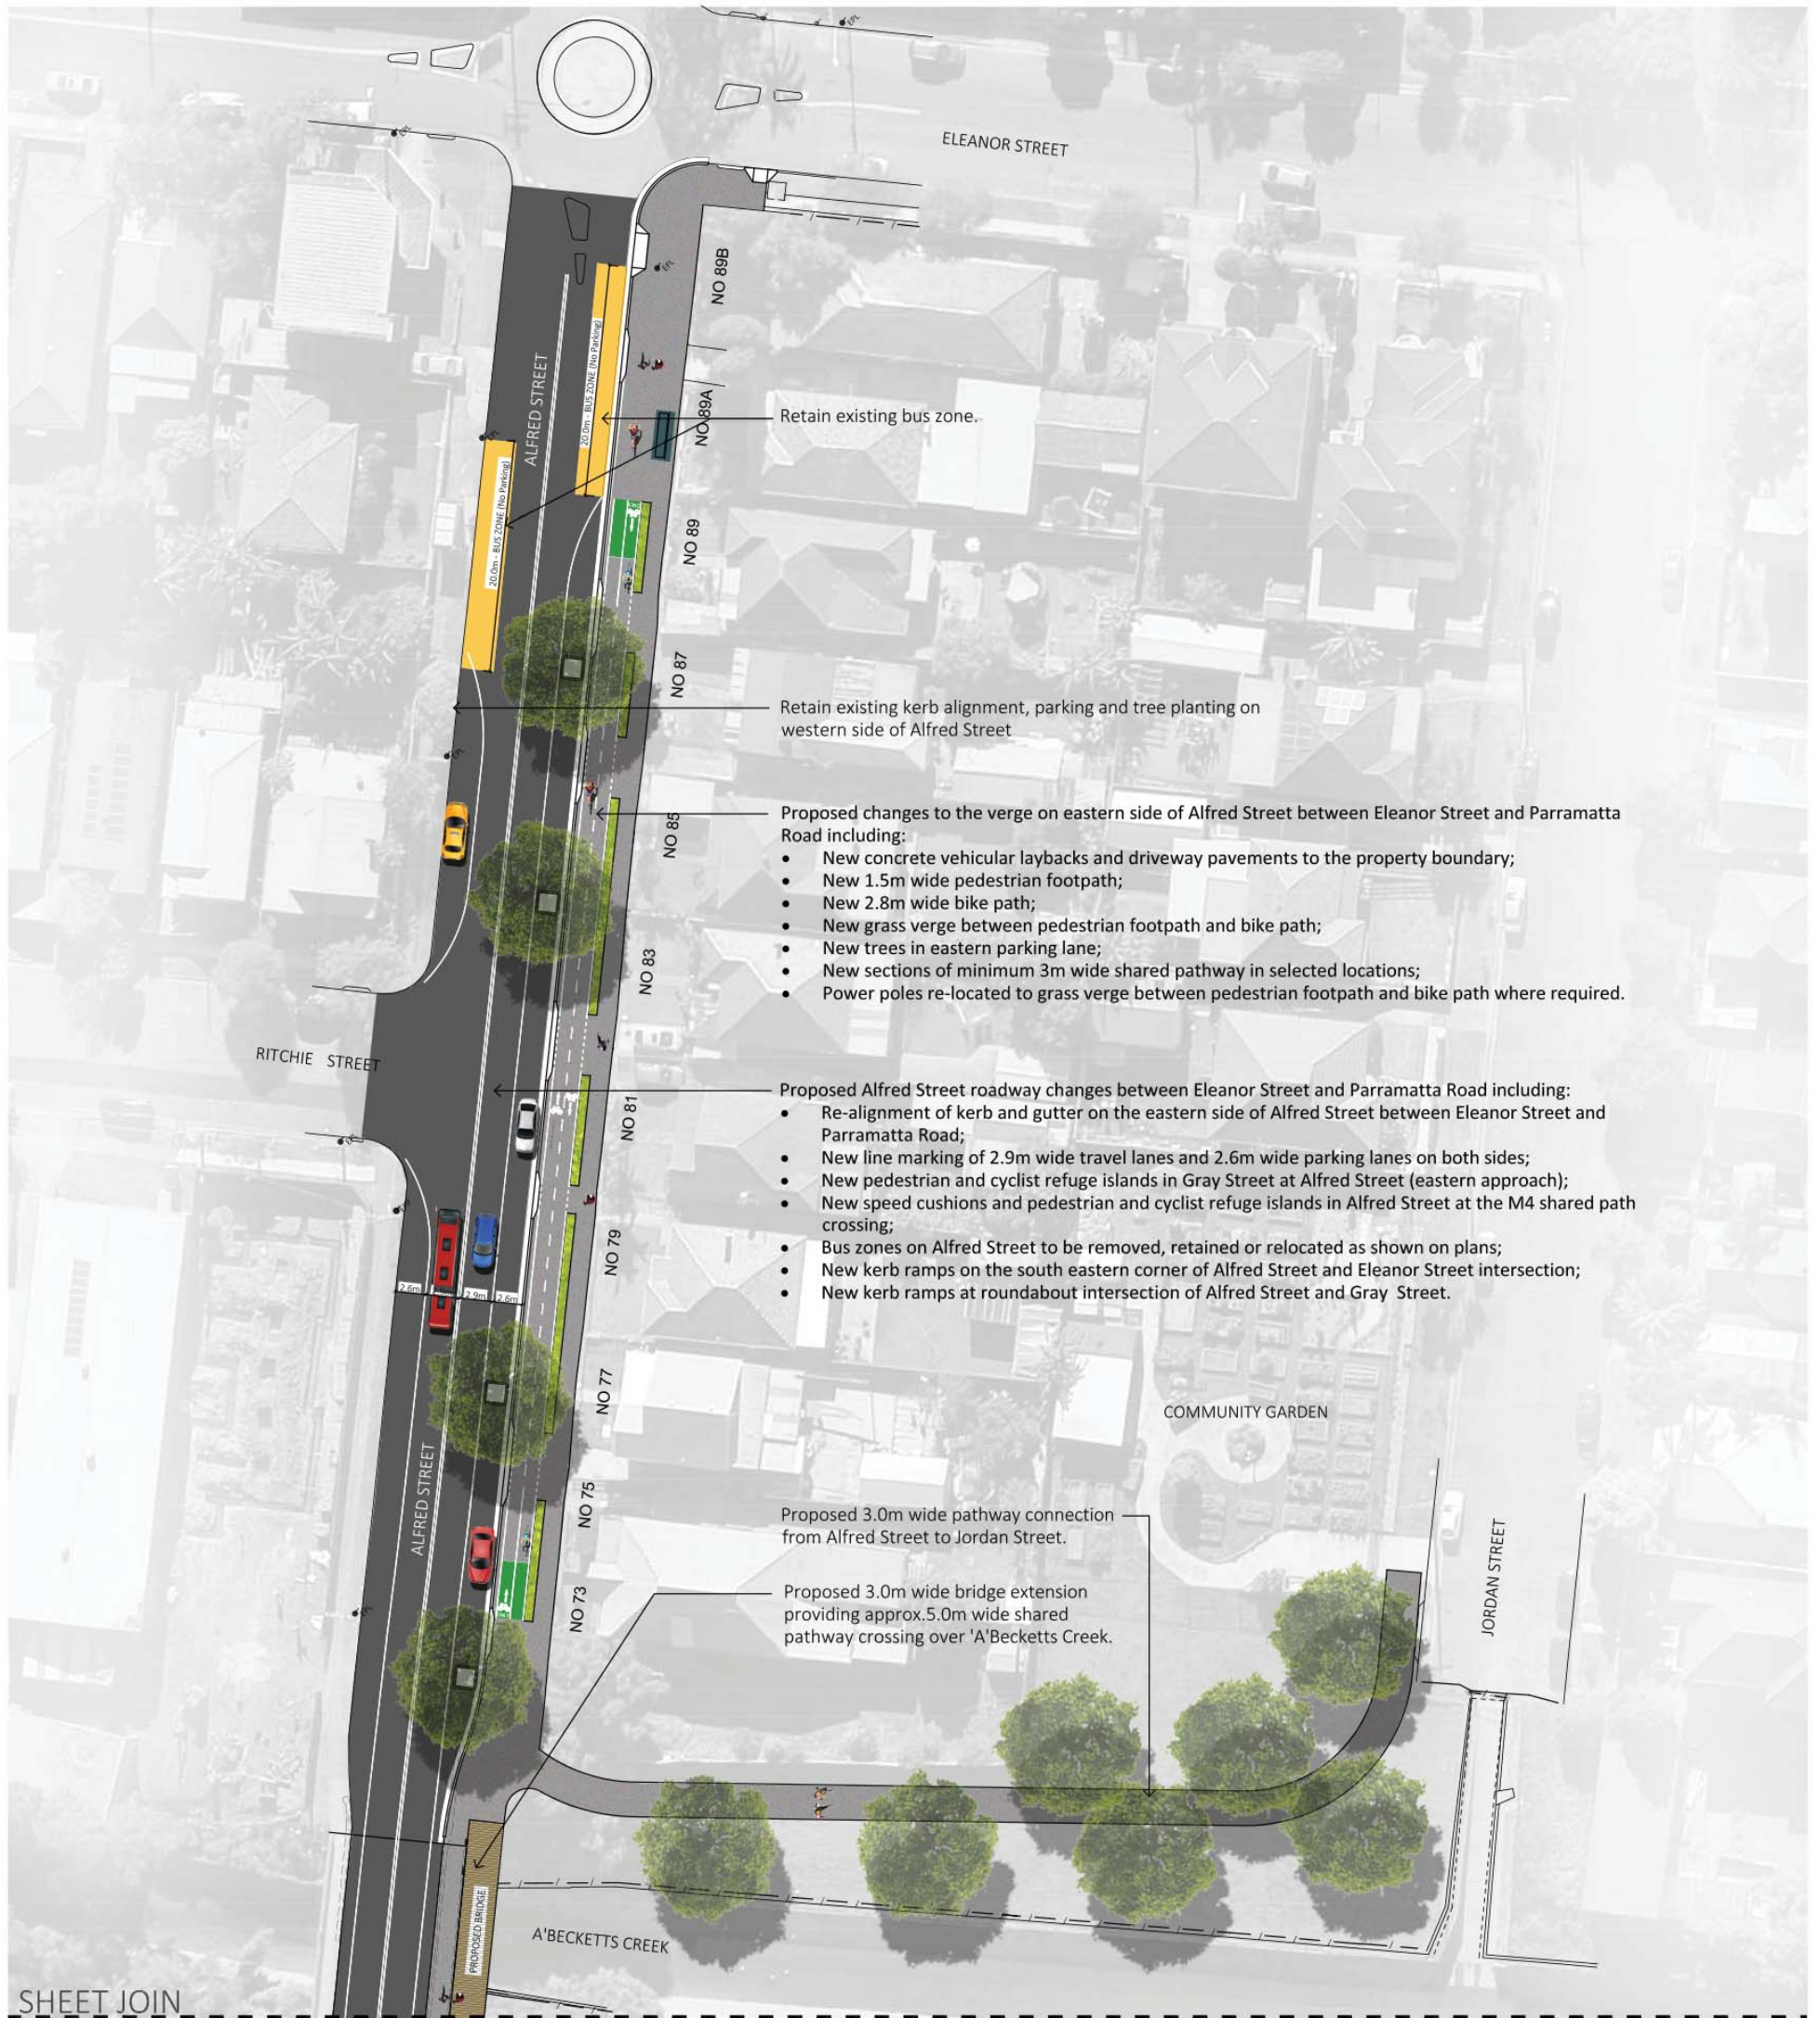 ELEANOR STREET
NO 89B
ALFRED STREET
20.0m - BUS ZONE (No Parking)
NO 89A
Retain existing bus zone.
20.0m - BUS ZONE (No Parking)
NO 89
NO 87
Retain existing kerb alignment, parking and tree planting on
western side of Alfred Street
Proposed changes to the verge on eastern side of Alfred Street between Eleanor Street and Parramatta
Road including:
• New concrete vehicular laybacks and driveway pavements to the property boundary;
• New 1.5m wide pedestrian footpath;
• New 2.8m wide bike path;
• New grass verge between pedestrian footpath and bike path;
• New trees in eastern parking lane;
• New sections of minimum 3m wide shared pathway in selected locations;
• Power poles re-located to grass verge between pedestrian footpath and bike path where required.
NO 85
NO 83
RITCHIE STREET
Proposed Alfred Street roadway changes between Eleanor Street and Parramatta Road including:
• Re-alignment of kerb and gutter on the eastern side of Alfred Street between Eleanor Street and
Parramatta Road;
• New line marking of 2.9m wide travel lanes and 2.6m wide parking lanes on both sides;
• New pedestrian and cyclist refuge islands in Gray Street at Alfred Street (eastern approach);
• New speed cushions and pedestrian and cyclist refuge islands in Alfred Street at the M4 shared path
crossing;
• Bus zones on Alfred Street to be removed, retained or relocated as shown on plans;
• New kerb ramps on the south eastern corner of Alfred Street and Eleanor Street intersection;
• New kerb ramps at roundabout intersection of Alfred Street and Gray Street.
NO 81
NO 79
2.6m
2.9m
2.6m
NO 77
COMMUNITY GARDEN
ALFRED STREET
NO 75
Proposed 3.0m wide pathway connection
from Alfred Street to Jordan Street.
JORDAN STREET
NO 73
Proposed 3.0m wide bridge extension
providing approx.5.0m wide shared
pathway crossing over 'A'Becketts Creek.
PROPOSED BRIDGE
A'BECKETTS CREEK
SHEET JOIN